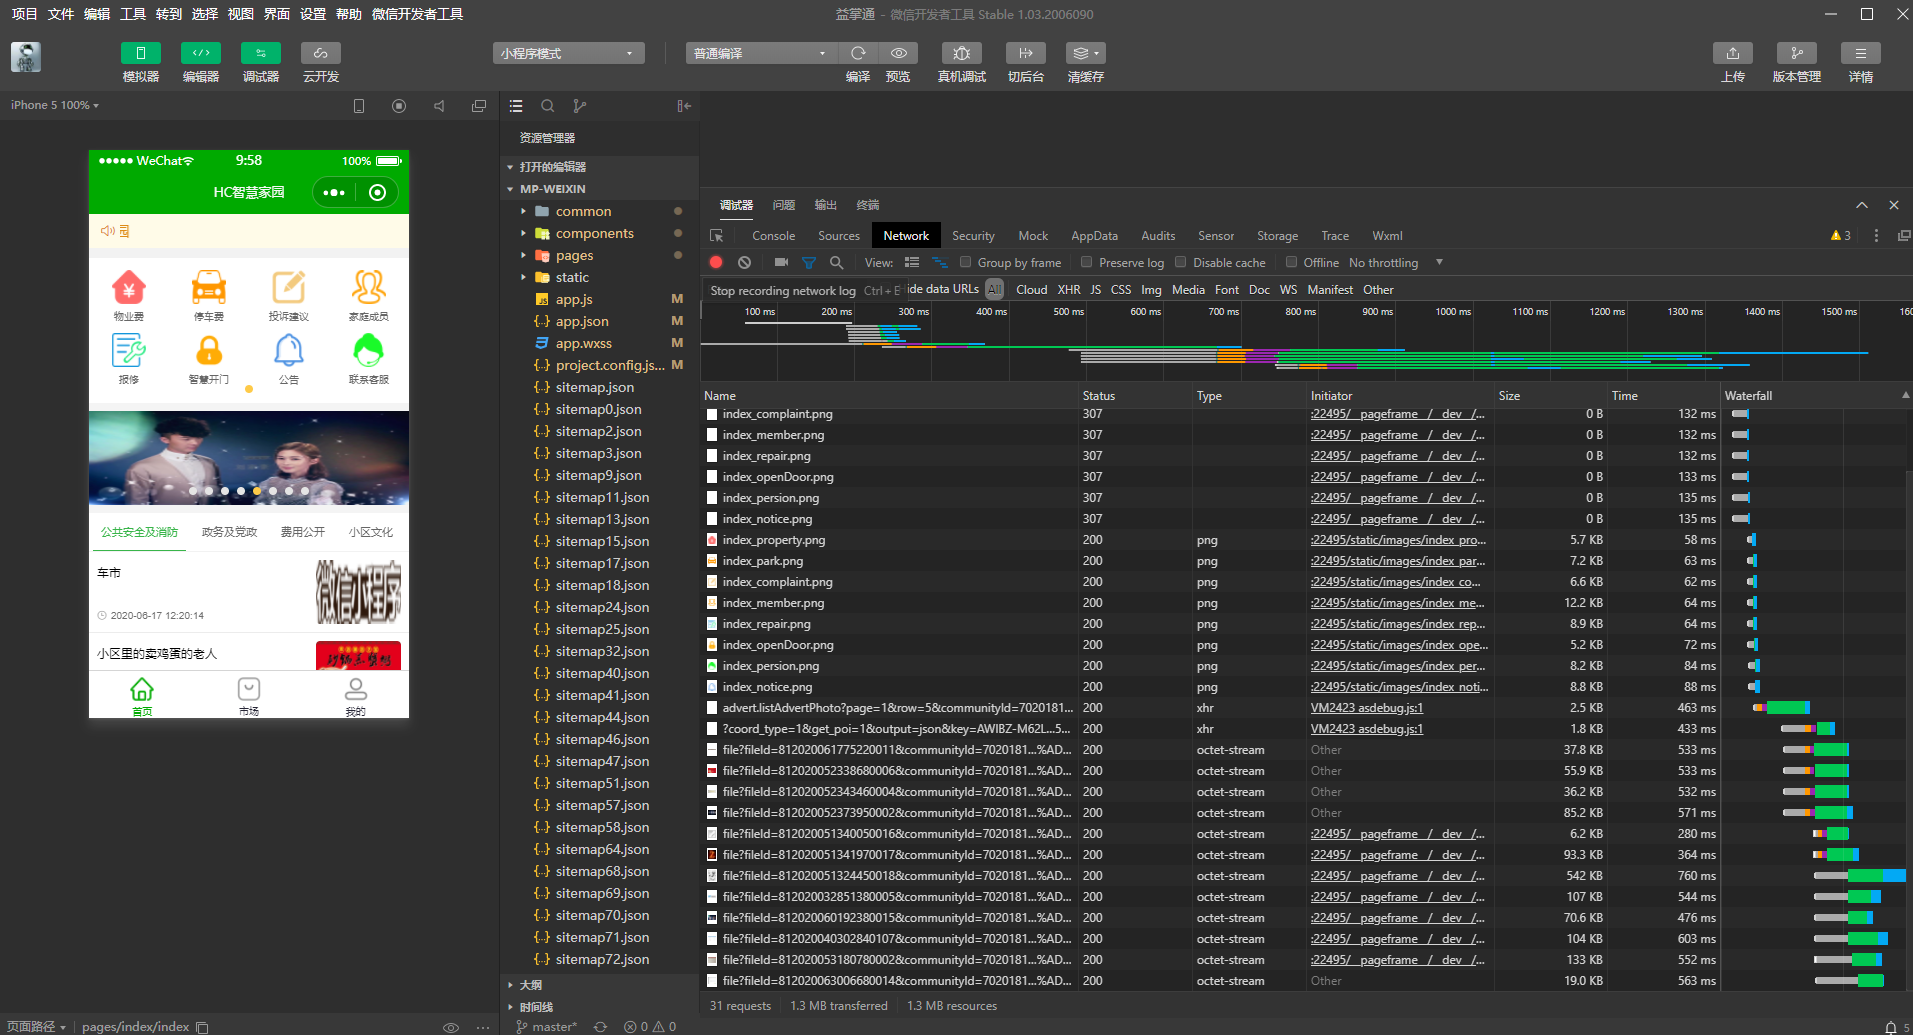 项目 文件 编辑 工具 转到 选择 视图 界面 设置 帮助 微信开发者工具
益掌通 - 微信开发者工具 Stable 1.03.2006090
小程序模式
普通编译
模拟器 编辑器 调试器 云开发
编译 预览 真机调试 切后台 清缓存
上传 版本管理 详情
iPhone 5 100%
WeChat 9:58 100%
HC智慧家园
物业费 停车费 投诉建议 家庭成员
报修 智慧开门 公告 联系客服
公共安全及消防 政务及党政 费用公开 小区文化
车市
微信小程序
2020-06-17 12:20:14
小区里的卖鸡蛋的老人
首页 市场 我的
页面路径 pages/index/index
资源管理器
打开的编辑器
MP-WEIXIN
common
components
pages
static
app.js M
{..} app.json M
app.wxss M
{..} project.config.js... M
{..} sitemap.json
{..} sitemap0.json
{..} sitemap2.json
{..} sitemap3.json
{..} sitemap9.json
{..} sitemap11.json
{..} sitemap13.json
{..} sitemap15.json
{..} sitemap17.json
{..} sitemap18.json
{..} sitemap24.json
{..} sitemap25.json
{..} sitemap32.json
{..} sitemap40.json
{..} sitemap41.json
{..} sitemap44.json
{..} sitemap46.json
{..} sitemap47.json
{..} sitemap51.json
{..} sitemap57.json
{..} sitemap58.json
{..} sitemap64.json
{..} sitemap68.json
{..} sitemap69.json
{..} sitemap70.json
{..} sitemap71.json
{..} sitemap72.json
大纲
时间线
master* 0 0
调试器 问题 输出 终端
Console Sources Network Security Mock AppData Audits Sensor Storage Trace Wxml 3
View: Group by frame Preserve log Disable cache Offline No throttling
Stop recording network log Ctrl + E ide data URLs All Cloud XHR JS CSS Img Media Font Doc WS Manifest Other
100 ms 200 ms 300 ms 400 ms 500 ms 600 ms 700 ms 800 ms 900 ms 1000 ms 1100 ms 1200 ms 1300 ms 1400 ms 1500 ms 160
Name Status Type Initiator Size Time Waterfall
index_complaint.png 307 :22495/__pageframe__/__dev__/... 0 B 132 ms
index_member.png 307 :22495/__pageframe__/__dev__/... 0 B 132 ms
index_repair.png 307 :22495/__pageframe__/__dev__/... 0 B 132 ms
index_openDoor.png 307 :22495/__pageframe__/__dev__/... 0 B 133 ms
index_persion.png 307 :22495/__pageframe__/__dev__/... 0 B 135 ms
index_notice.png 307 :22495/__pageframe__/__dev__/... 0 B 135 ms
index_property.png 200 png :22495/static/images/index_pro... 5.7 KB 58 ms
index_park.png 200 png :22495/static/images/index_par... 7.2 KB 63 ms
index_complaint.png 200 png :22495/static/images/index_co... 6.6 KB 62 ms
index_member.png 200 png :22495/static/images/index_me... 12.2 KB 64 ms
index_repair.png 200 png :22495/static/images/index_rep... 8.9 KB 64 ms
index_openDoor.png 200 png :22495/static/images/index_ope... 5.2 KB 72 ms
index_persion.png 200 png :22495/static/images/index_per... 8.2 KB 84 ms
index_notice.png 200 png :22495/static/images/index_noti... 8.8 KB 88 ms
advert.listAdvertPhoto?page=1&row=5&communityId=7020181... 200 xhr VM2423 asdebug.js:1 2.5 KB 463 ms
?coord_type=1&get_poi=1&output=json&key=AWIBZ-M62L...5... 200 xhr VM2423 asdebug.js:1 1.8 KB 433 ms
file?fileId=812020061775220011&communityId=7020181...%AD... 200 octet-stream Other 37.8 KB 533 ms
file?fileId=812020052338680006&communityId=7020181...%AD... 200 octet-stream Other 55.9 KB 533 ms
file?fileId=812020052343460004&communityId=7020181...%AD... 200 octet-stream Other 36.2 KB 532 ms
file?fileId=812020052373950002&communityId=7020181...%AD... 200 octet-stream Other 85.2 KB 571 ms
file?fileId=812020051340050016&communityId=7020181...%AD... 200 octet-stream :22495/__pageframe__/__dev__/... 6.2 KB 280 ms
file?fileId=812020051341970017&communityId=7020181...%AD... 200 octet-stream :22495/__pageframe__/__dev__/... 93.3 KB 364 ms
file?fileId=812020051324450018&communityId=7020181...%AD... 200 octet-stream :22495/__pageframe__/__dev__/... 542 KB 760 ms
file?fileId=812020032851380005&communityId=7020181...%AD... 200 octet-stream :22495/__pageframe__/__dev__/... 107 KB 544 ms
file?fileId=812020060192380015&communityId=7020181...%AD... 200 octet-stream :22495/__pageframe__/__dev__/... 70.6 KB 476 ms
file?fileId=812020040302840107&communityId=7020181...%AD... 200 octet-stream :22495/__pageframe__/__dev__/... 104 KB 603 ms
file?fileId=812020053180780002&communityId=7020181...%AD... 200 octet-stream :22495/__pageframe__/__dev__/... 133 KB 552 ms
file?fileId=812020063006680014&communityId=7020181...%AD... 200 octet-stream Other 19.0 KB 563 ms
31 requests 1.3 MB transferred 1.3 MB resources
5